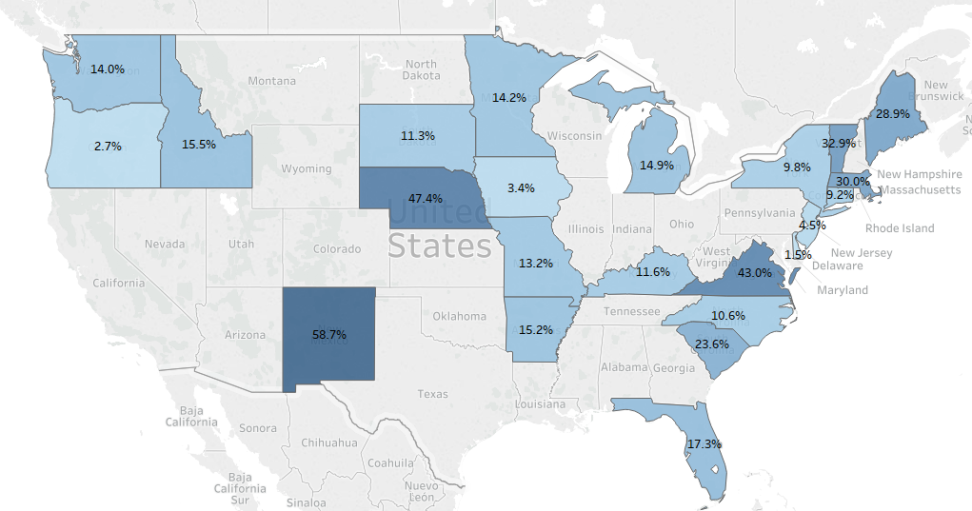 14.0%
Montana
North
Dakota
14.2%
New
Brunswick
28.9%
2.7%
15.5%
11.3%
Wisconsin
14.9%
32.9%
9.8%
Wyoming
47.4%
3.4%
30.0%
9.2%
New Hampshire
Massachusetts
United
States
Nevada
Utah
Colorado
Illinois
Indiana
Ohio
Pennsylvania
4.5%
Rhode Island
West
Virginia
1.5%
New Jersey
Delaware
California
13.2%
11.6%
43.0%
Maryland
Arizona
58.7%
Oklahoma
15.2%
Tennessee
10.6%
23.6%
Alabama
Georgia
Texas
Louisiana
Baja
California
Sonora
Chihuahua
17.3%
Coahuila
Baja
California
Sur
Sinaloa
Nuevo
León